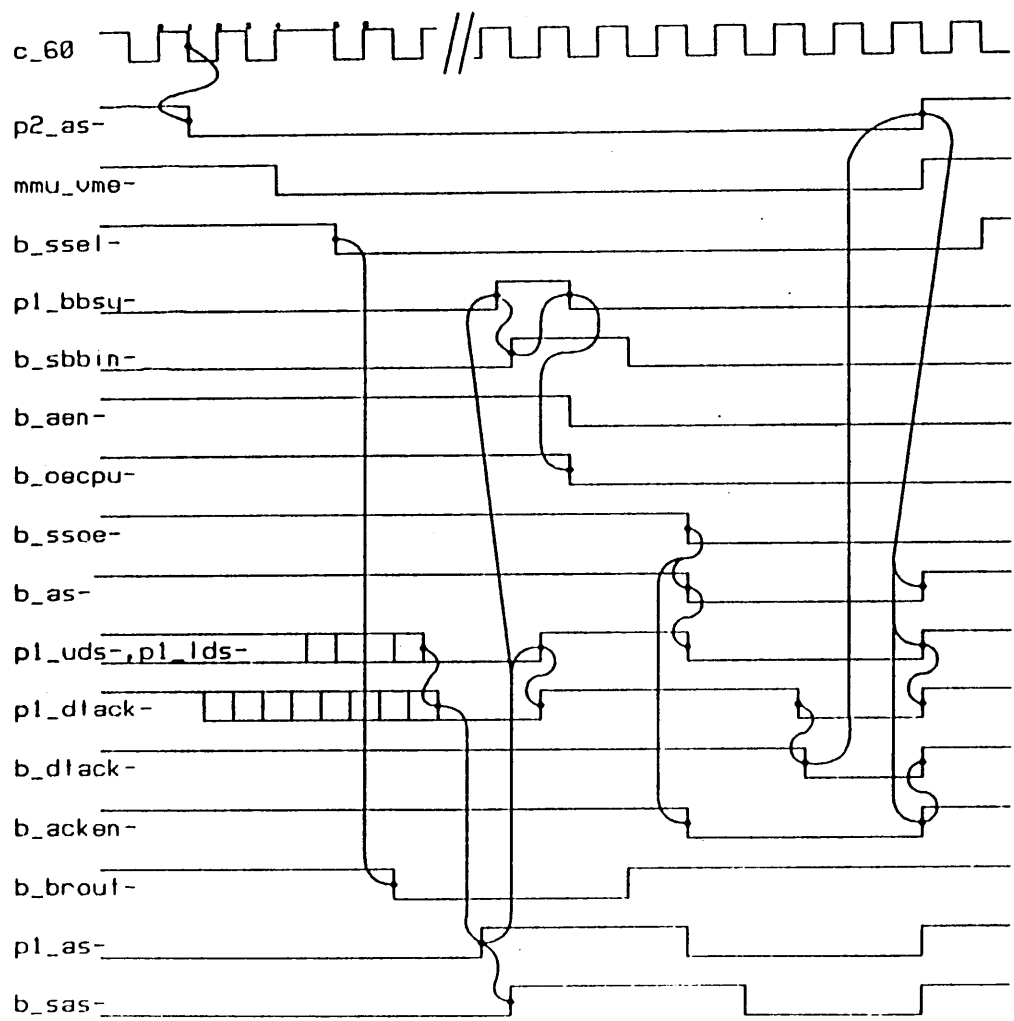 c_60
p2_as-
mmu_vme-
b_ssel-
p1_bbsy-
b_sbbin-
b_aen-
b_oecpu-
b_ssoe-
b_as-
p1_uds-,p1_lds-
p1_dtack-
b_dtack-
b_acken-
b_brout-
p1_as-
b_sas-